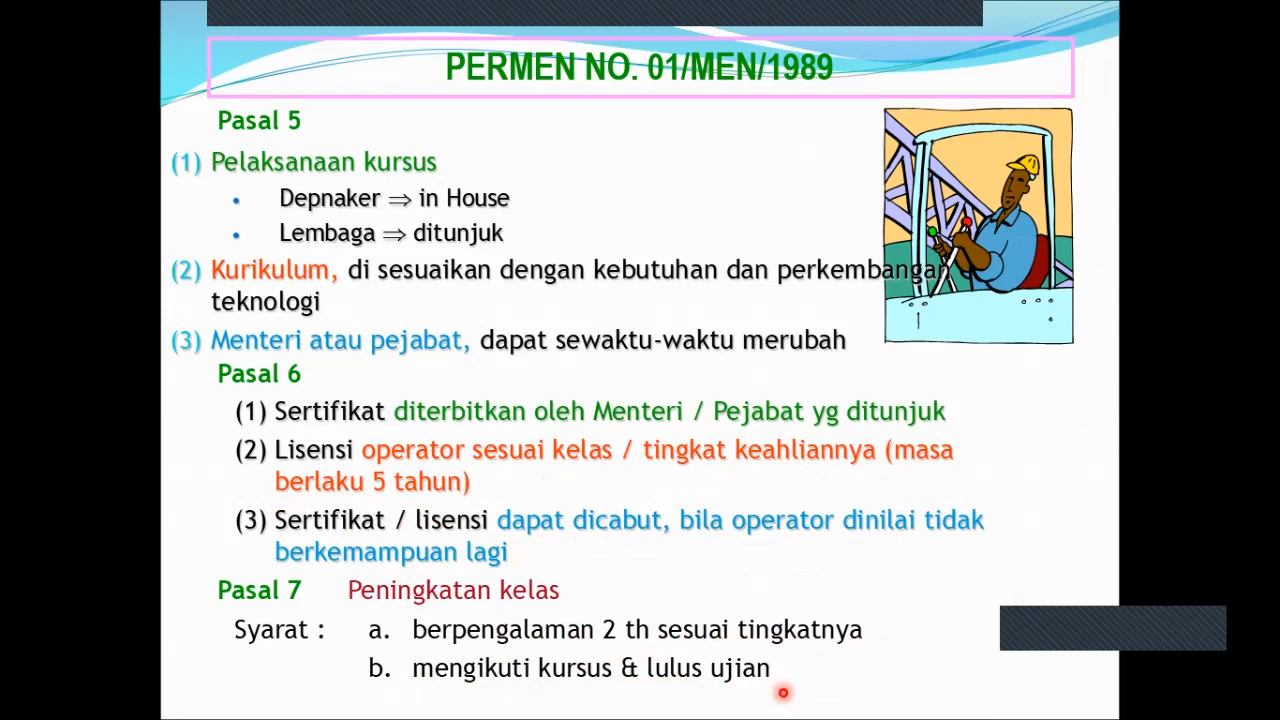 PERMEN NO. 01/MEN/1989
Pasal 5
(1) Pelaksanaan kursus
• Depnaker ⇒ in House
• Lembaga ⇒ ditunjuk
(2) Kurikulum, di sesuaikan dengan kebutuhan dan perkembangan
teknologi
(3) Menteri atau pejabat, dapat sewaktu-waktu merubah
Pasal 6
(1) Sertifikat diterbitkan oleh Menteri / Pejabat yg ditunjuk
(2) Lisensi operator sesuai kelas / tingkat keahliannya (masa
berlaku 5 tahun)
(3) Sertifikat / lisensi dapat dicabut, bila operator dinilai tidak
berkemampuan lagi
Pasal 7 Peningkatan kelas
Syarat : a. berpengalaman 2 th sesuai tingkatnya
b. mengikuti kursus & lulus ujian